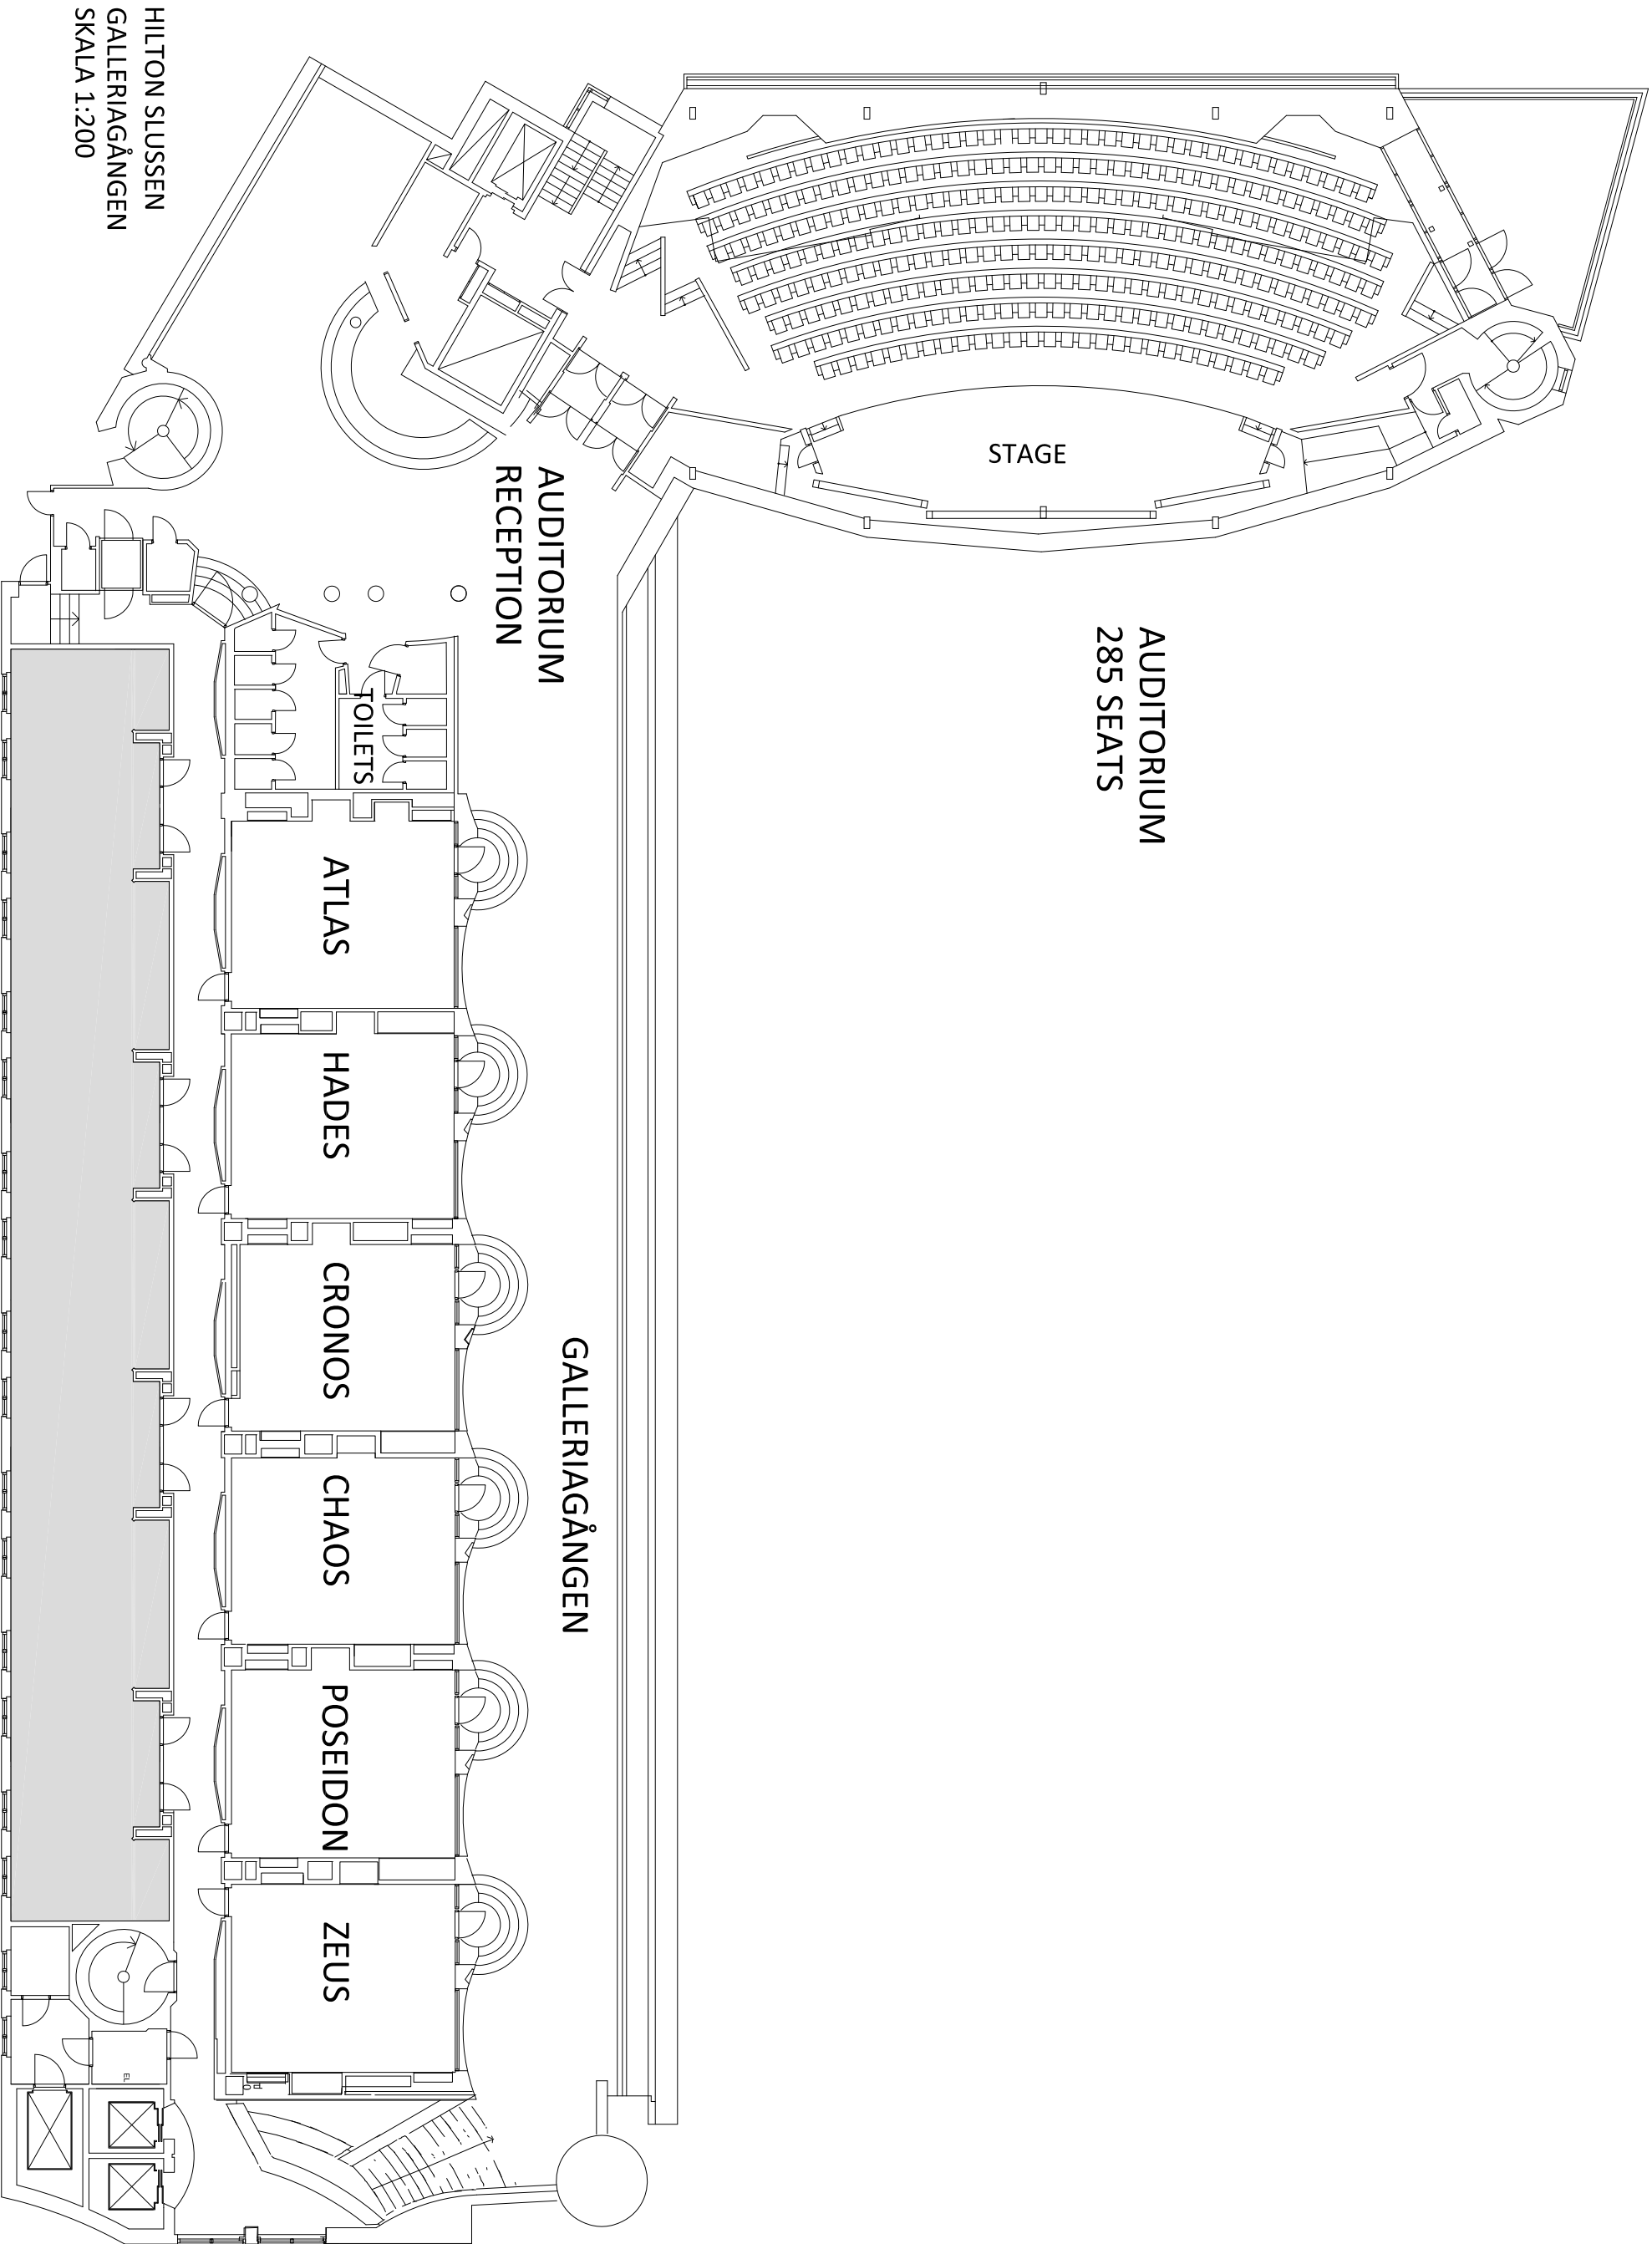 HILTON SLUSSEN
GALLERIAGÅNGEN
SKALA 1:200
STAGE
AUDITORIUM
RECEPTION
AUDITORIUM
285 SEATS
TOILETS
ATLAS
HADES
CRONOS
GALLERIAGÅNGEN
CHAOS
POSEIDON
ZEUS
EL